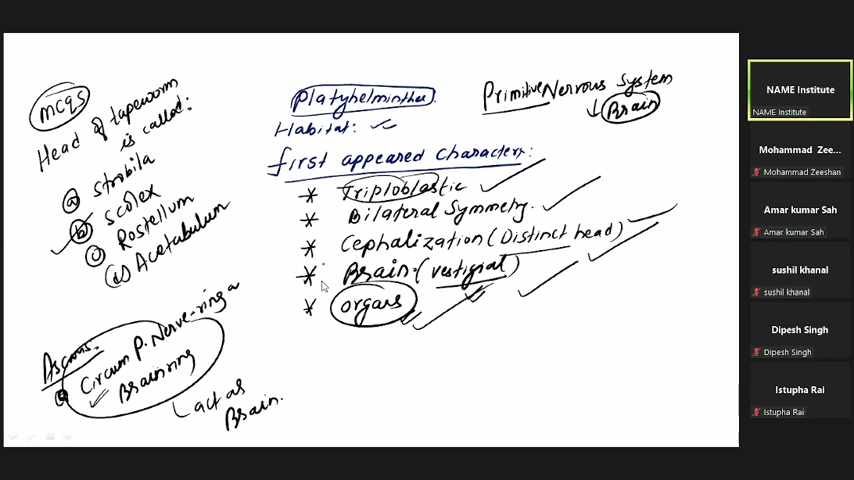 MCQs
Head of tapeworm
is called:
(a) Strobila
(b) Scolex
(c) Rostellum
(d) Acetabulum
Ascaris
Circum P. Nerve-ring
Brain ring
act as
Brain.
Platyhelminthes.
Habitat:
first appeared characters:
* Triploblastic
* Bilateral Symmetry.
* Cephalization (Distinct head)
* Brain. (vestigial)
* organs
Primitive Nervous System
↓ Brain
NAME Institute
NAME Institute
Mohammad Zee...
Mohammad Zeeshan
Amar kumar Sah
Amar kumar Sah
sushil khanal
sushil khanal
Dipesh Singh
Dipesh Singh
Istupha Rai
Istupha Rai